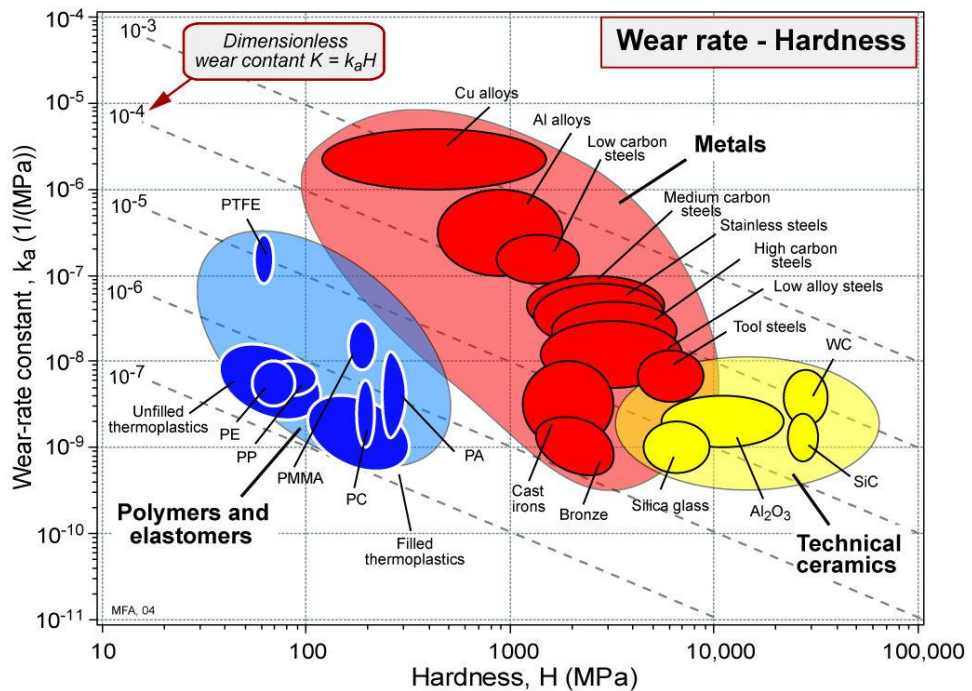 Wear rate - Hardness
Dimensionless
wear contant K = kₐH
10⁻³
10⁻⁴
10⁻⁵
10⁻⁶
10⁻⁷
Wear-rate constant , kₐ (1/(MPa))
10⁻⁴
10⁻⁵
10⁻⁶
10⁻⁷
10⁻⁸
10⁻⁹
10⁻¹⁰
10⁻¹¹
Cu alloys
Al alloys
Low carbon
steels
Metals
Medium carbon
steels
Stainless steels
High carbon
steels
Low alloy steels
Tool steels
WC
PTFE
Unfilled
thermoplastics
PE
PP
PMMA
PC
PA
Polymers and
elastomers
Filled
thermoplastics
Cast
irons
Bronze
Silica glass
Al₂O₃
SiC
Technical
ceramics
MFA, 04
10
100
1000
10,000
100,000
Hardness, H (MPa)